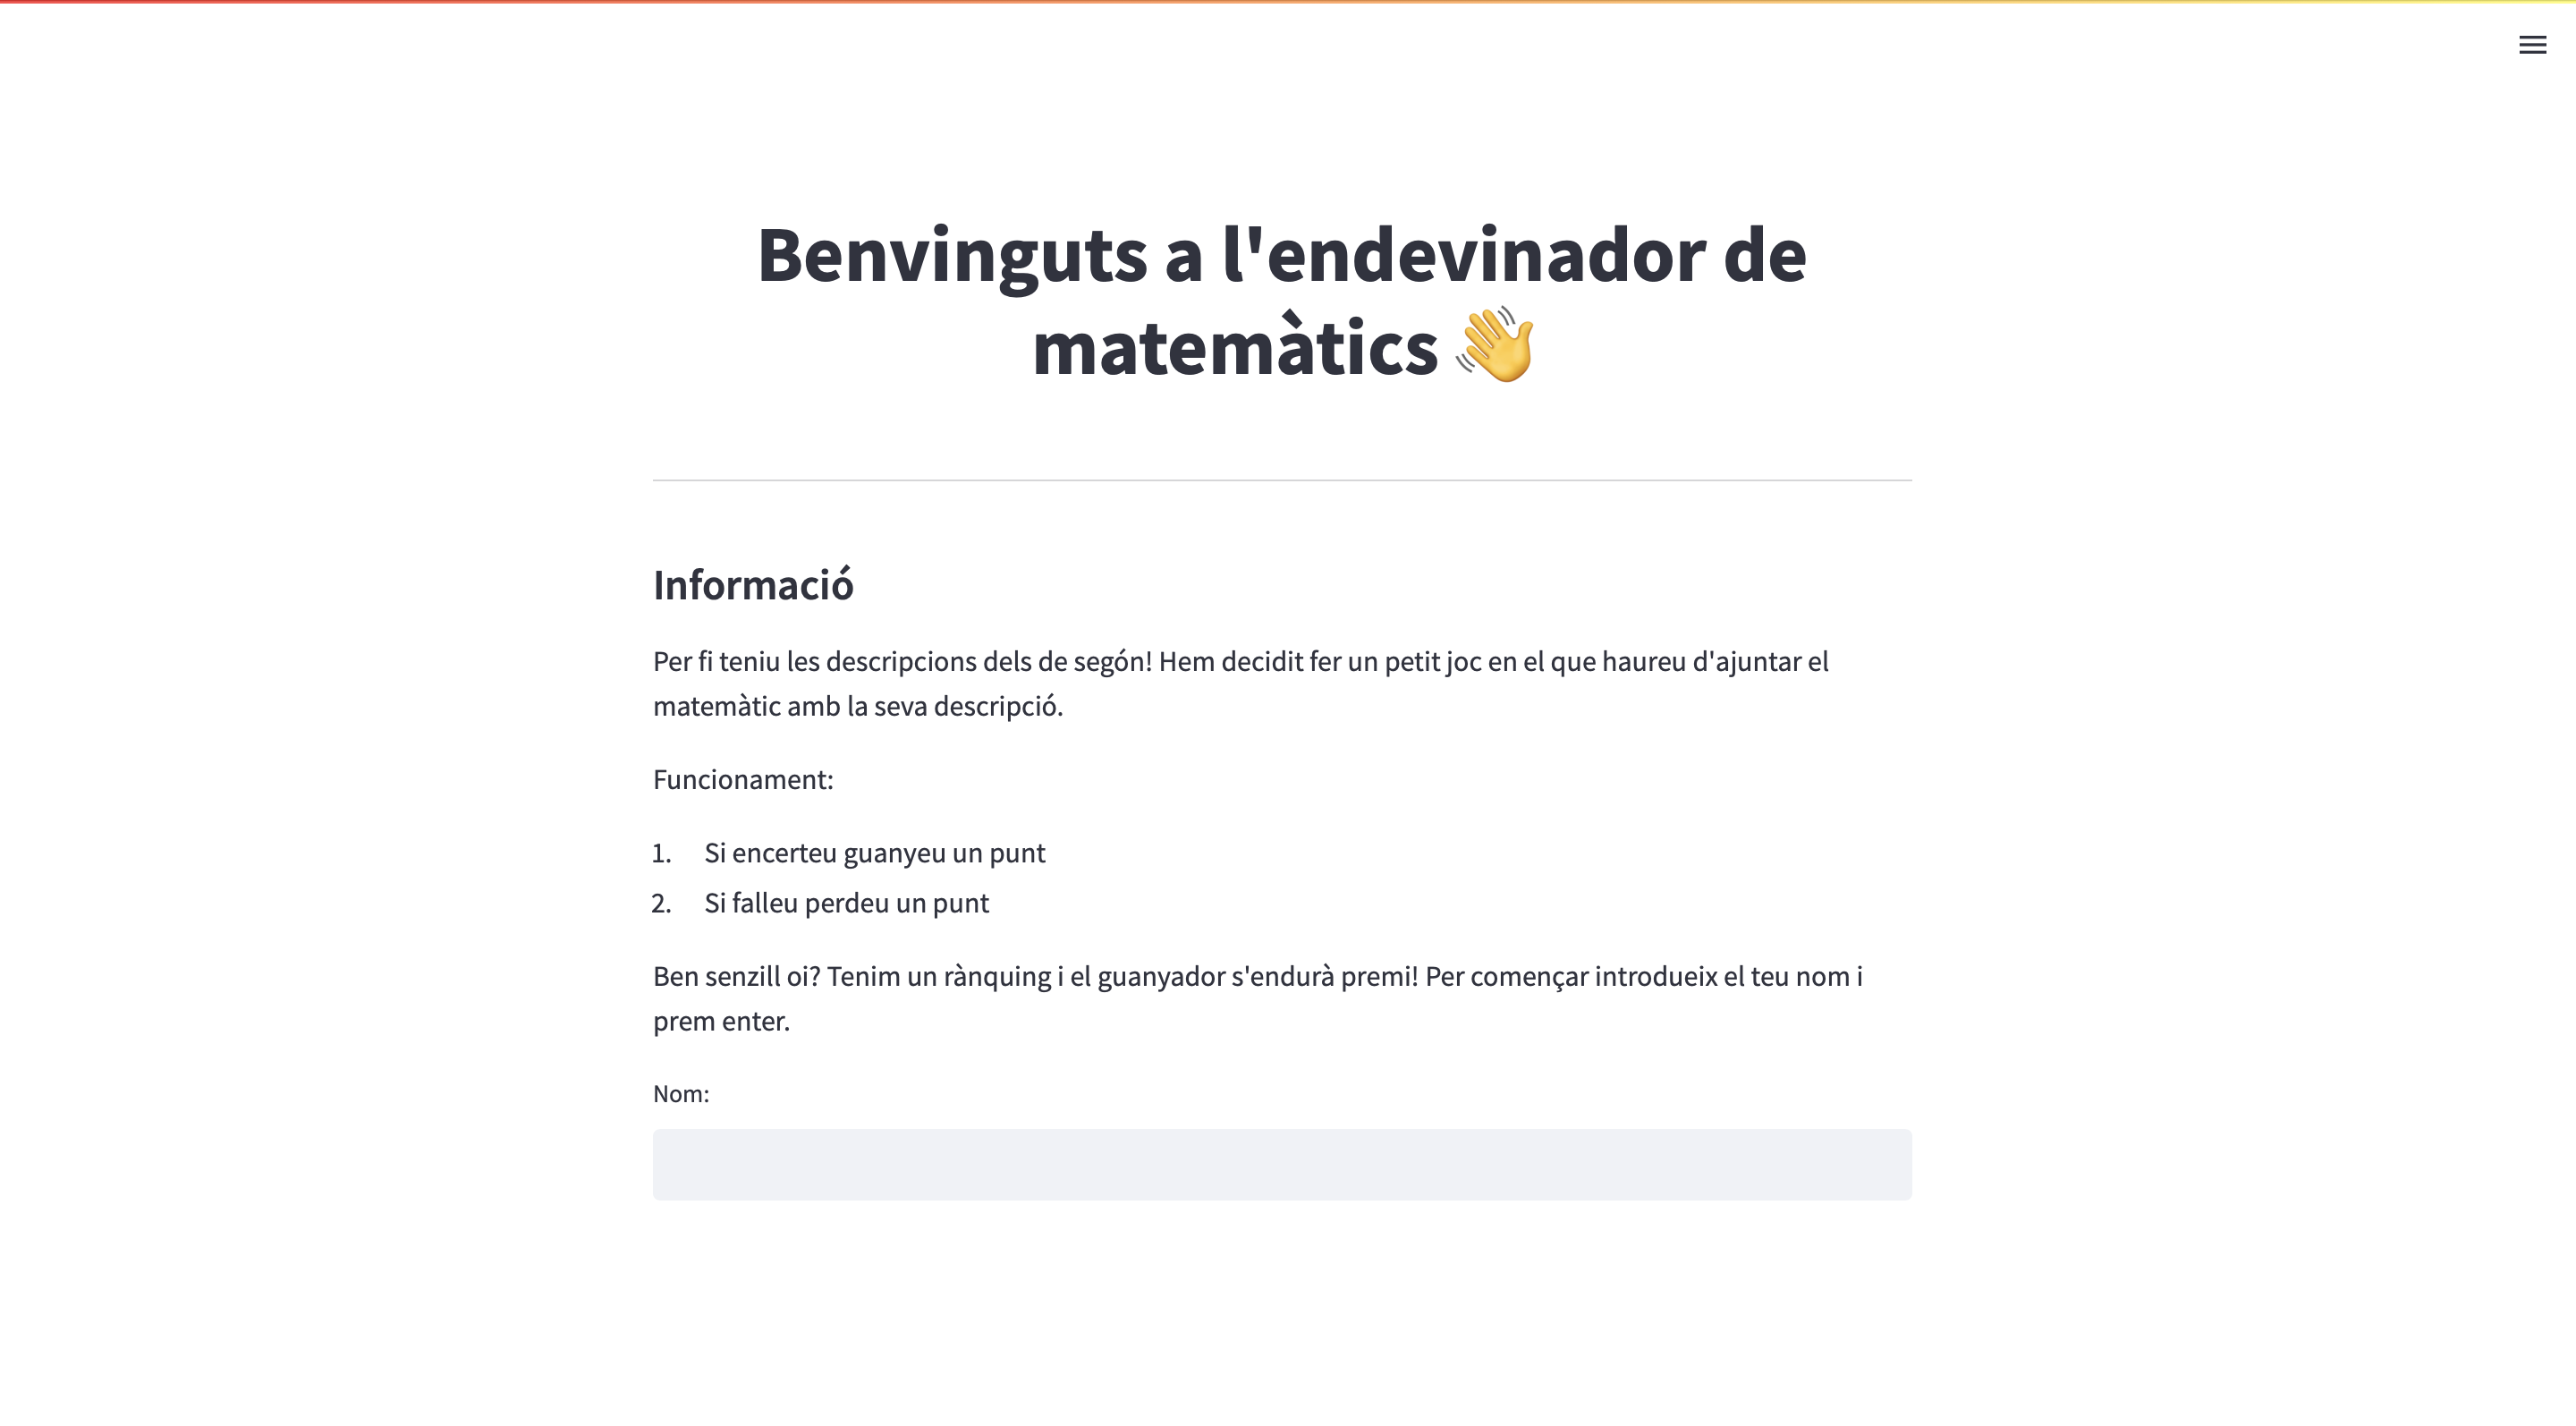 Benvinguts a l'endevinador de
matemàtics 👋
Informació
Per fi teniu les descripcions dels de segón! Hem decidit fer un petit joc en el que haureu d'ajuntar el
matemàtic amb la seva descripció.
Funcionament:
1. Si encerteu guanyeu un punt
2. Si falleu perdeu un punt
Ben senzill oi? Tenim un rànquing i el guanyador s'endurà premi! Per començar introdueix el teu nom i
prem enter.
Nom: